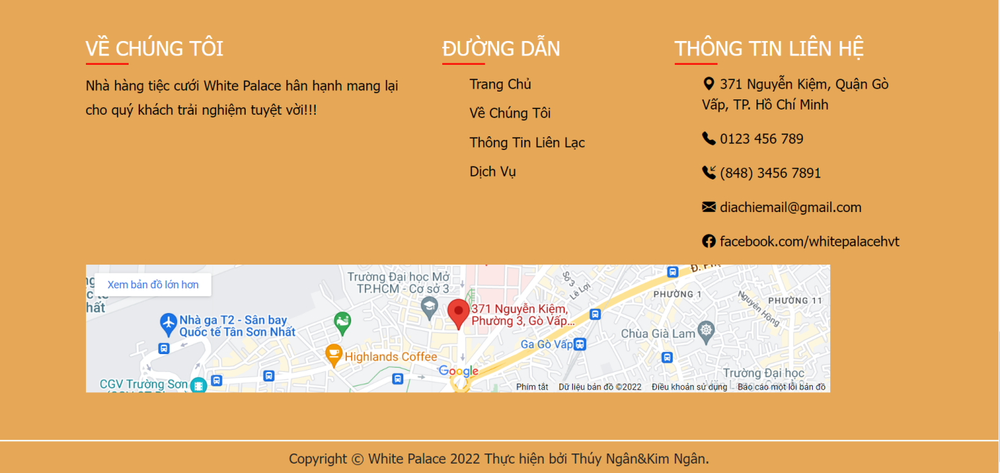 VỀ CHÚNG TÔI
Nhà hàng tiệc cưới White Palace hân hạnh mang lại
cho quý khách trải nghiệm tuyệt vời!!!
ĐƯỜNG DẪN
Trang Chủ
Về Chúng Tôi
Thông Tin Liên Lạc
Dịch Vụ
THÔNG TIN LIÊN HỆ
371 Nguyễn Kiệm, Quận Gò
Vấp, TP. Hồ Chí Minh
0123 456 789
(848) 3456 7891
diachiemail@gmail.com
facebook.com/whitepalacehvt
Xem bản đồ lớn hơn
Trường Đại học Mở
TP.HCM - Cơ sở 3
Số 3
Lê Lợi
PHƯỜNG 1
Nguyên Hồng
PHƯỜNG 11
371 Nguyễn Kiệm,
Phường 3, Gò Vấp...
Nhà ga T2 - Sân bay
Quốc tế Tân Sơn Nhất
Chùa Già Lam
Ga Gò Vấp
Highlands Coffee
Google
Trường Đại học
CGV Trường Sơn
Phím tắt
Dữ liệu bản đồ ©2022
Điều khoản sử dụng
Báo cáo một lỗi bản đồ
Copyright © White Palace 2022 Thực hiện bởi Thúy Ngân&Kim Ngân.